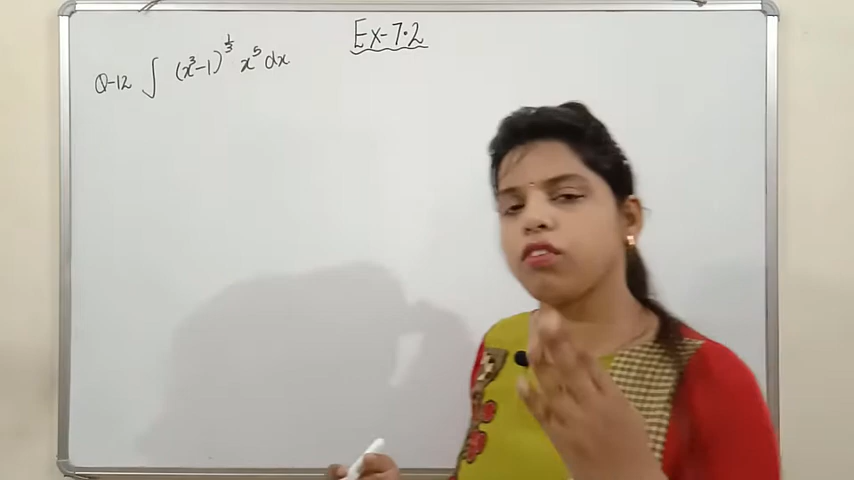 Ex-7.2
Q-12 ∫ (x³-1)^(1/3) x⁵ dx